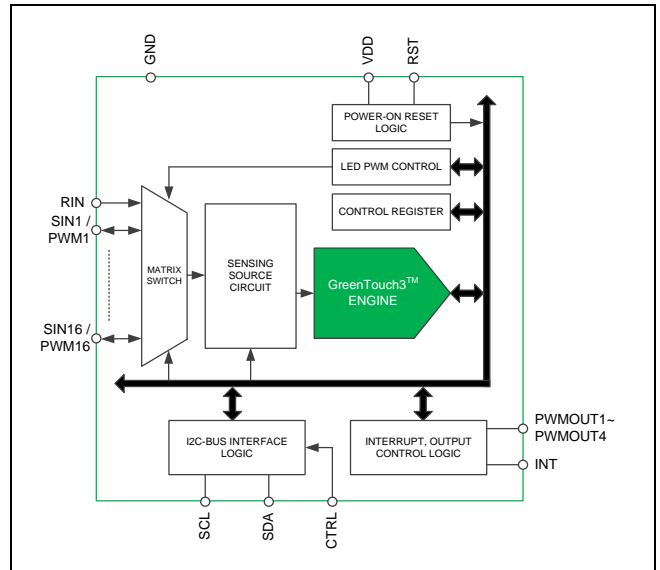 GND
VDD
RST
POWER-ON RESET
LOGIC
LED PWM CONTROL
CONTROL REGISTER
RIN
SIN1 /
PWM1
MATRIX
SWITCH
SENSING
SOURCE
CIRCUIT
GreenTouch3™
ENGINE
SIN16 /
PWM16
I2C-BUS INTERFACE
LOGIC
INTERRUPT, OUTPUT
CONTROL LOGIC
PWMOUT1~
PWMOUT4
INT
SCL
SDA
CTRL